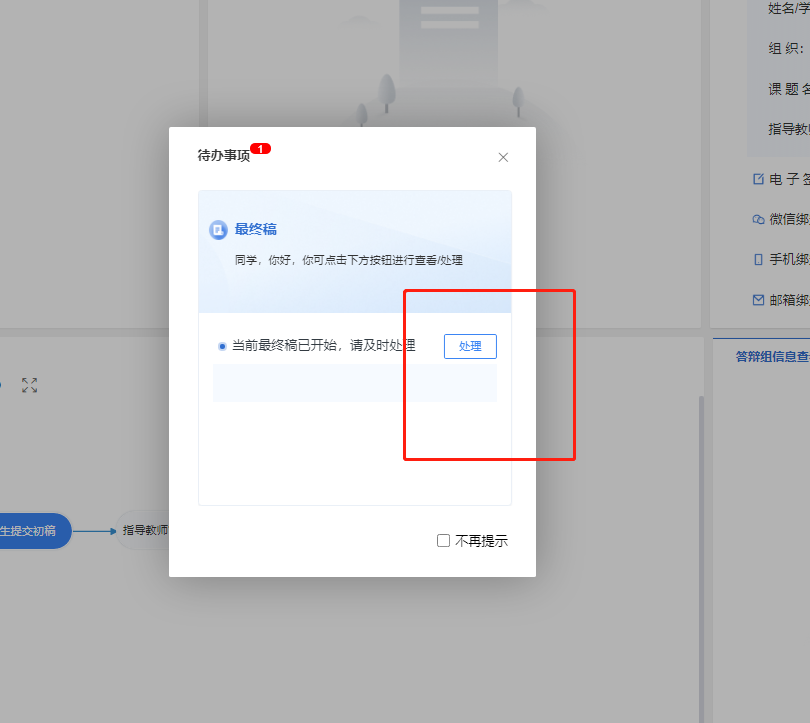 姓名/学
组 织：
课 题 名
指导教师
待办事项 1
电 子 签
最终稿
微信绑
同学，你好，你可点击下方按钮进行查看/处理
手机绑
邮箱绑
当前最终稿已开始，请及时处理 处理
答辩组信息查
生提交初稿
指导教师
不再提示